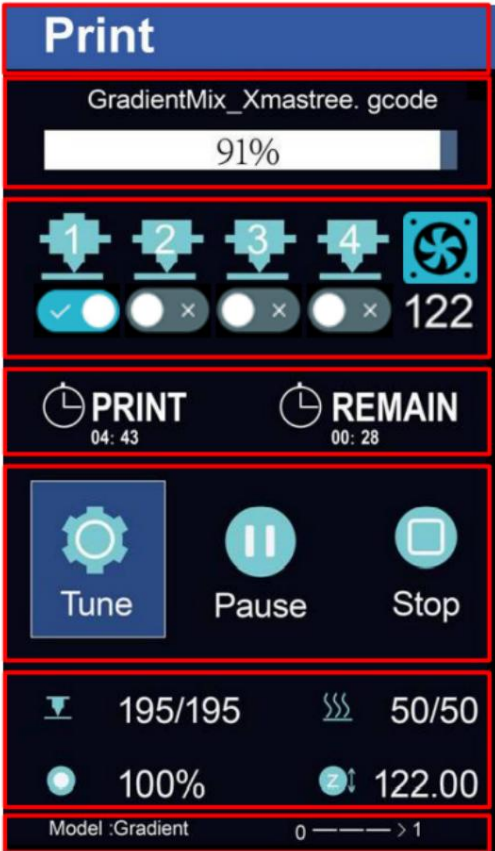 Print
GradientMix_Xmastree. gcode
91%
1 2 3 4
122
PRINT REMAIN
04: 43 00: 28
Tune Pause Stop
195/195 50/50
100% Z 122.00
Model :Gradient 0 ———> 1